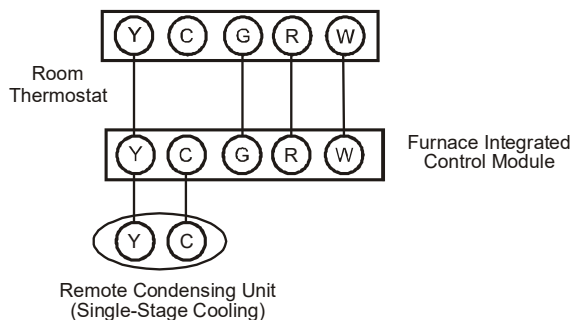 Y C G R W
Room
Thermostat
Y C G R W
Furnace Integrated
Control Module
Y C
Remote Condensing Unit
(Single-Stage Cooling)